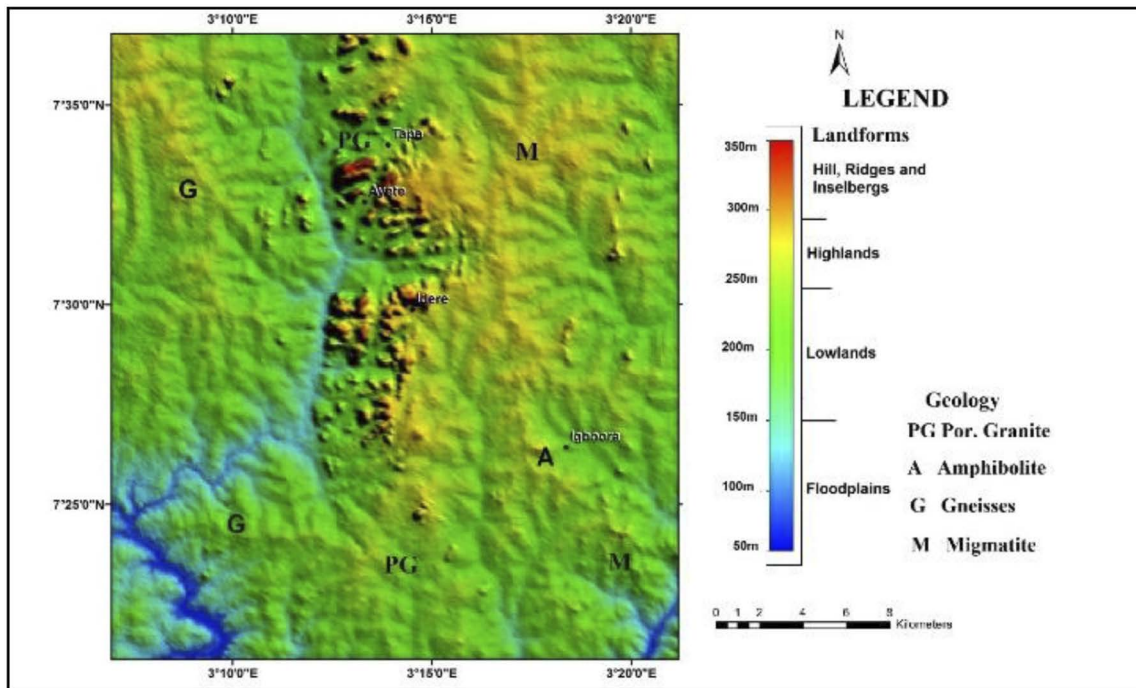 3°10'0"E 3°15'0"E 3°20'0"E
7°35'0"N
7°30'0"N
7°25'0"N
3°10'0"E 3°15'0"E 3°20'0"E
PG
Tapa
M
G
Ayete
Idere
Igboora
A
G
PG
M
N
LEGEND
Landforms
350m
Hill, Ridges and
Inselbergs
300m
Highlands
250m
200m
Lowlands
150m
100m
Floodplains
50m
Geology
PG Por. Granite
A Amphibolite
G Gneisses
M Migmatite
0 1 2 4 6 8
Kilometers